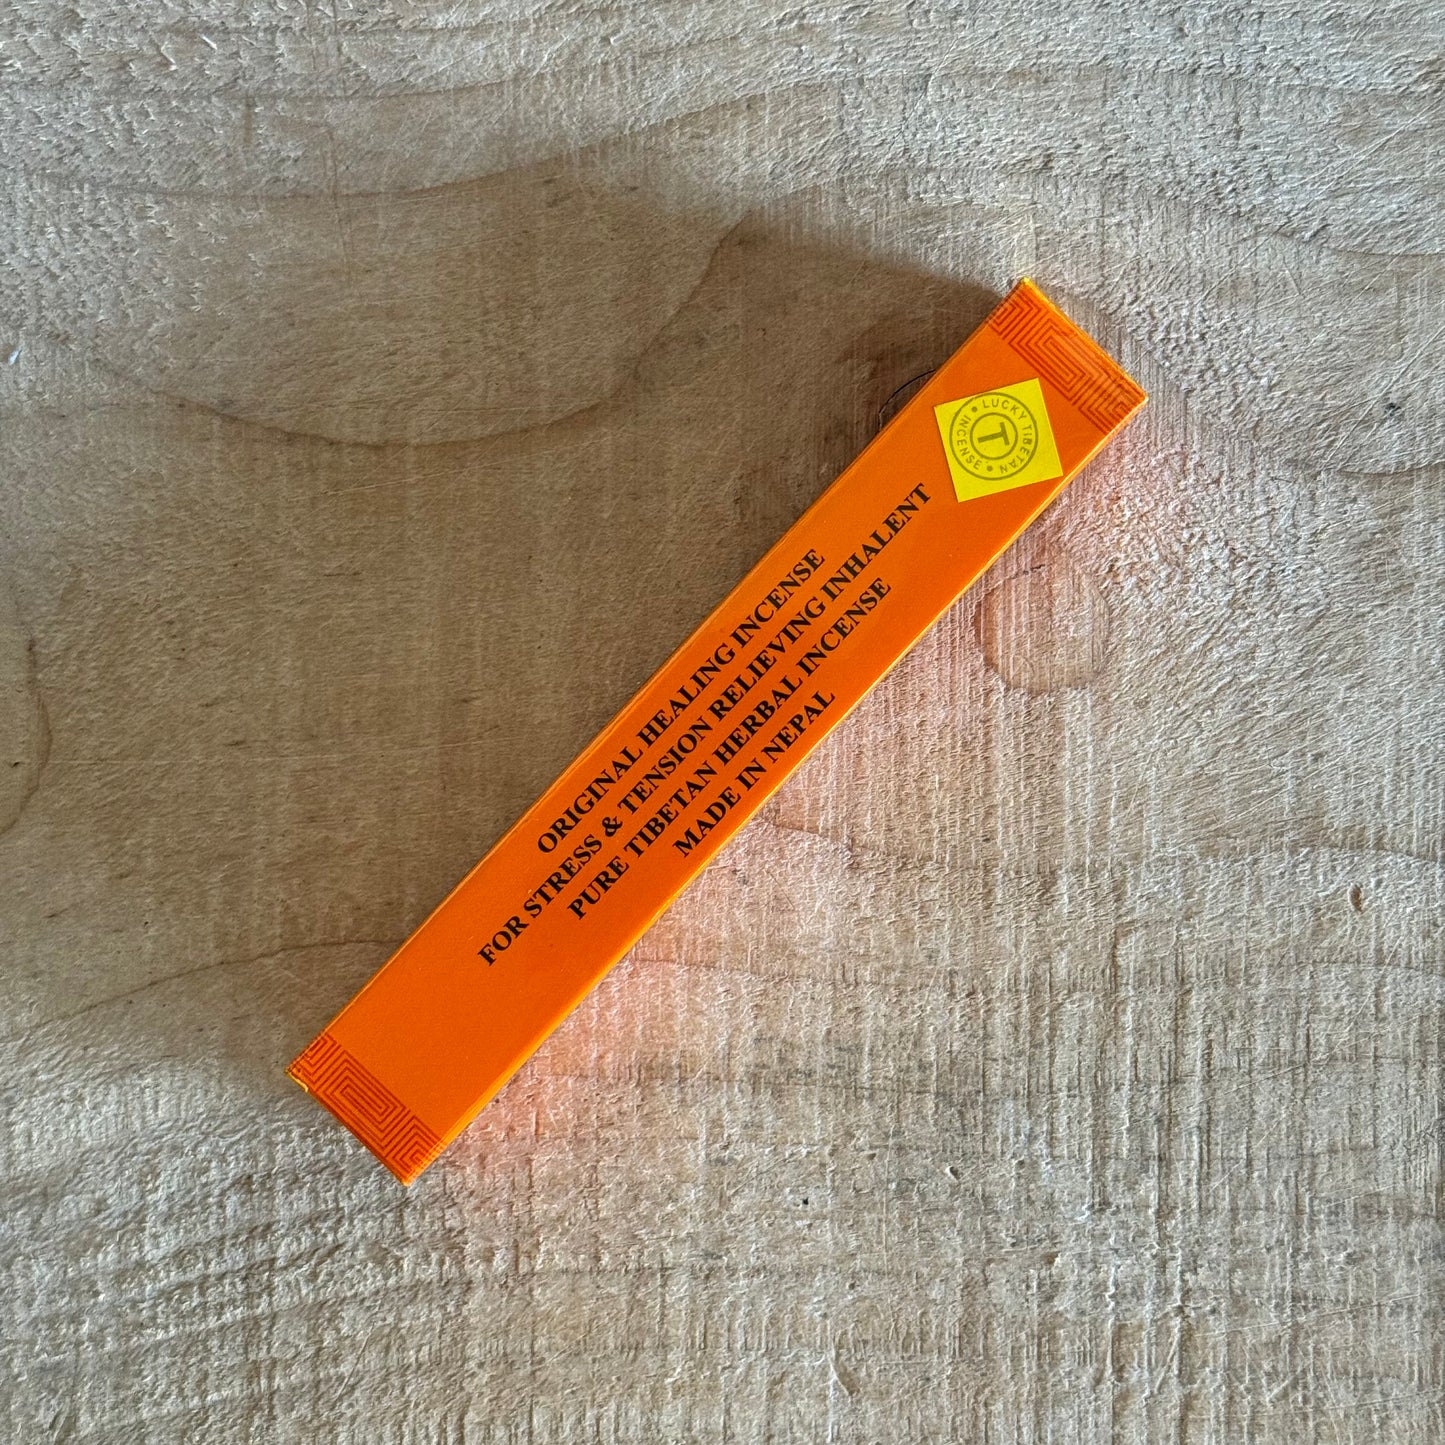 LUCKY TIBETAN
INCENSE
T
ORIGINAL HEALING INCENSE
FOR STRESS & TENSION RELIEVING INHALENT
PURE TIBETAN HERBAL INCENSE
MADE IN NEPAL